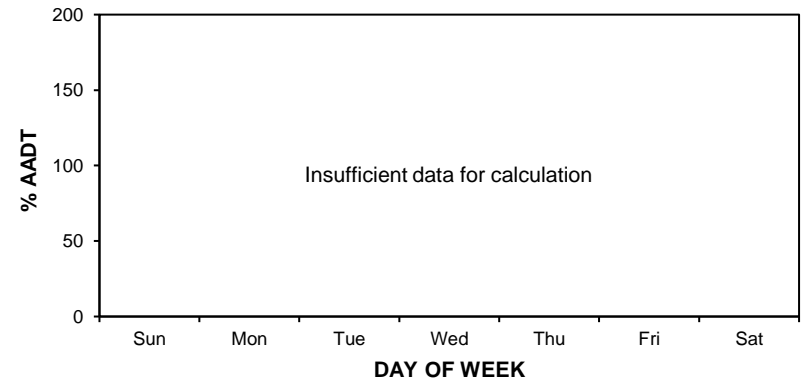 200
150
100
50
0
% AADT
Insufficient data for calculation
Sun Mon Tue Wed Thu Fri Sat
DAY OF WEEK